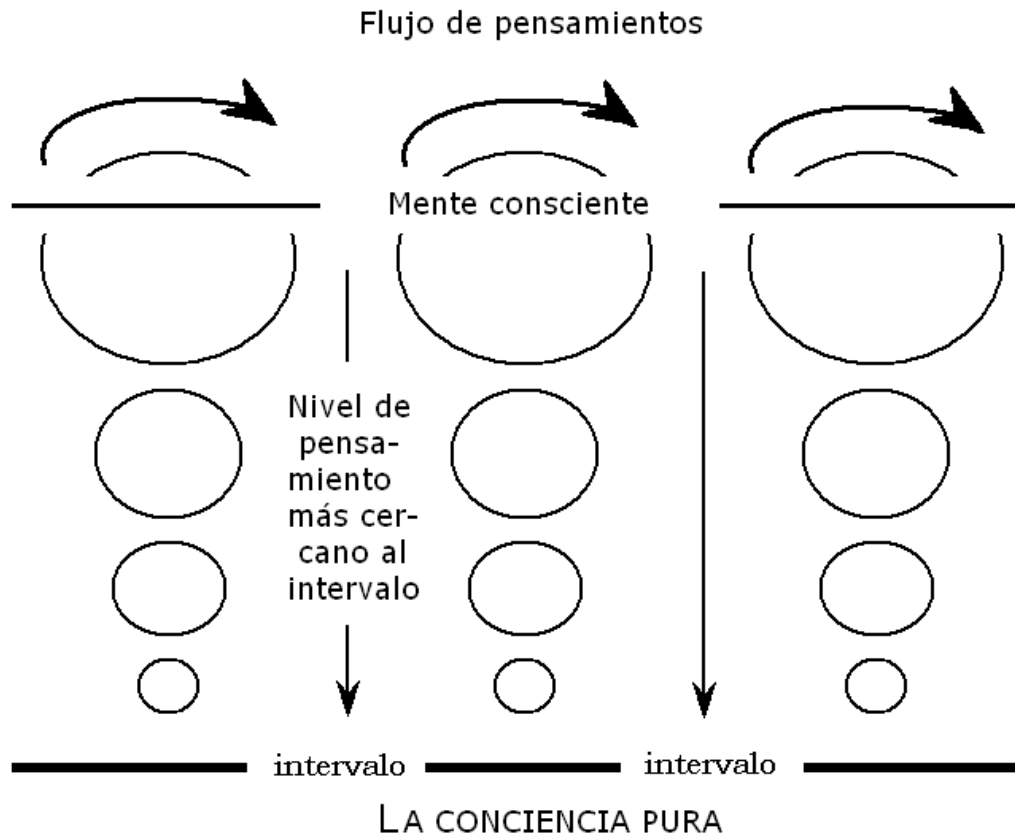 Flujo de pensamientos
Mente consciente
Nivel de
pensa-
miento
más cer-
cano al
intervalo
intervalo intervalo
LA CONCIENCIA PURA